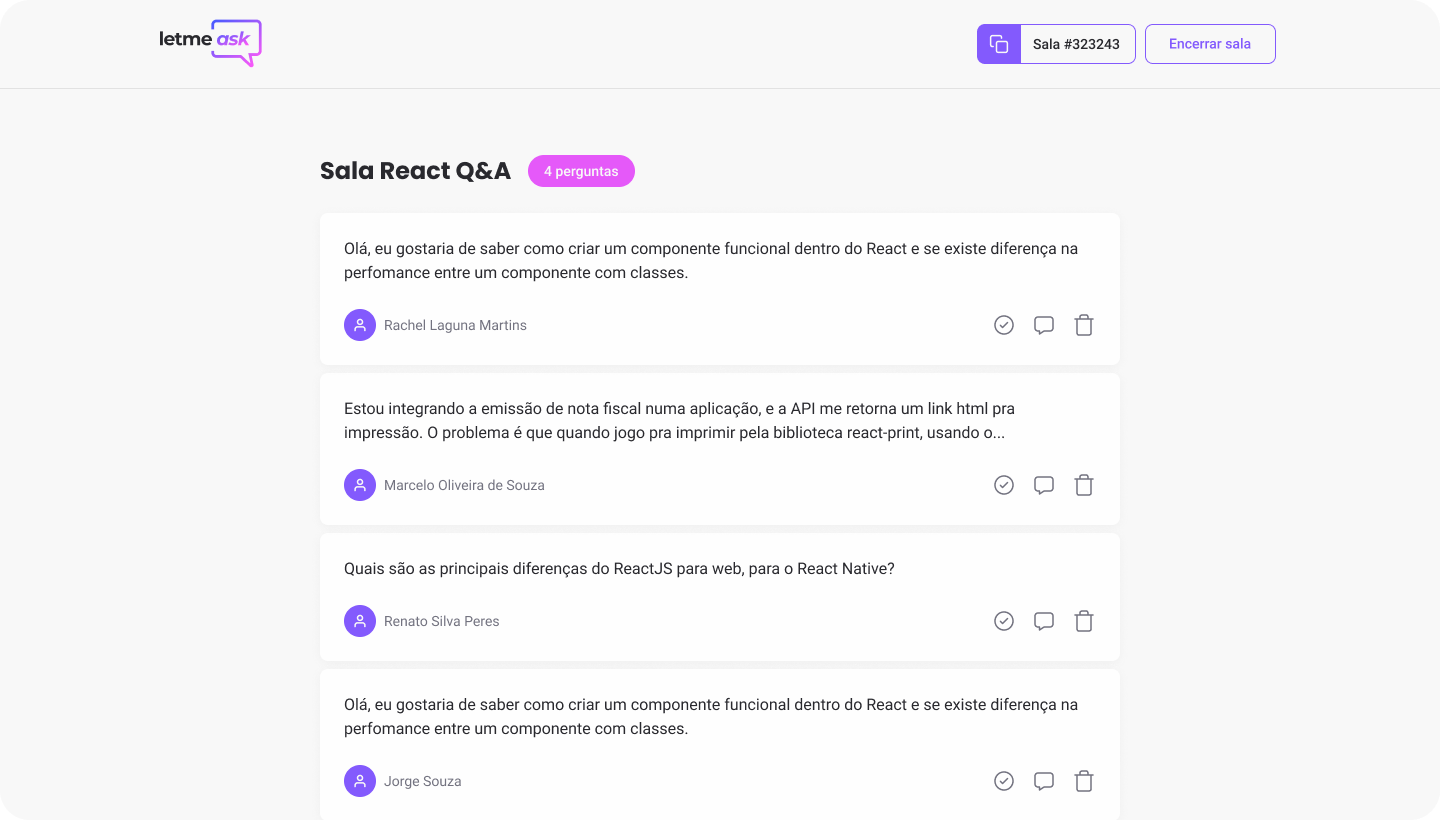 letme ask
Sala #323243
Encerrar sala
Sala React Q&A
4 perguntas
Olá, eu gostaria de saber como criar um componente funcional dentro do React e se existe diferença na
perfomance entre um componente com classes.
Rachel Laguna Martins
Estou integrando a emissão de nota fiscal numa aplicação, e a API me retorna um link html pra
impressão. O problema é que quando jogo pra imprimir pela biblioteca react-print, usando o...
Marcelo Oliveira de Souza
Quais são as principais diferenças do ReactJS para web, para o React Native?
Renato Silva Peres
Olá, eu gostaria de saber como criar um componente funcional dentro do React e se existe diferença na
perfomance entre um componente com classes.
Jorge Souza